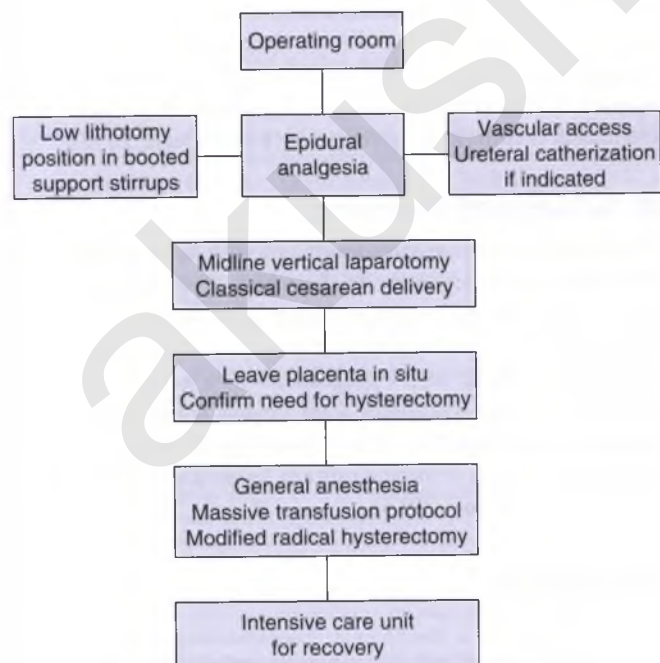 Operating room
Low lithotomy
position in booted
support stirrups
Epidural
analgesia
Vascular access
Ureteral catherization
if indicated
Midline vertical laparotomy
Classical cesarean delivery
Leave placenta in situ
Confirm need for hysterectomy
General anesthesia
Massive transfusion protocol
Modified radical hysterectomy
Intensive care unit
for recovery
akush